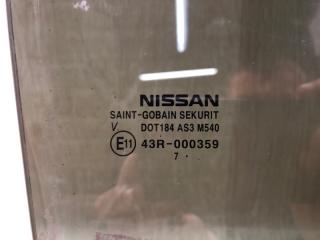 NISSAN
SAINT-GOBAIN SEKURIT
V DOT184 AS3 M540
E11 43R-000359
7 .